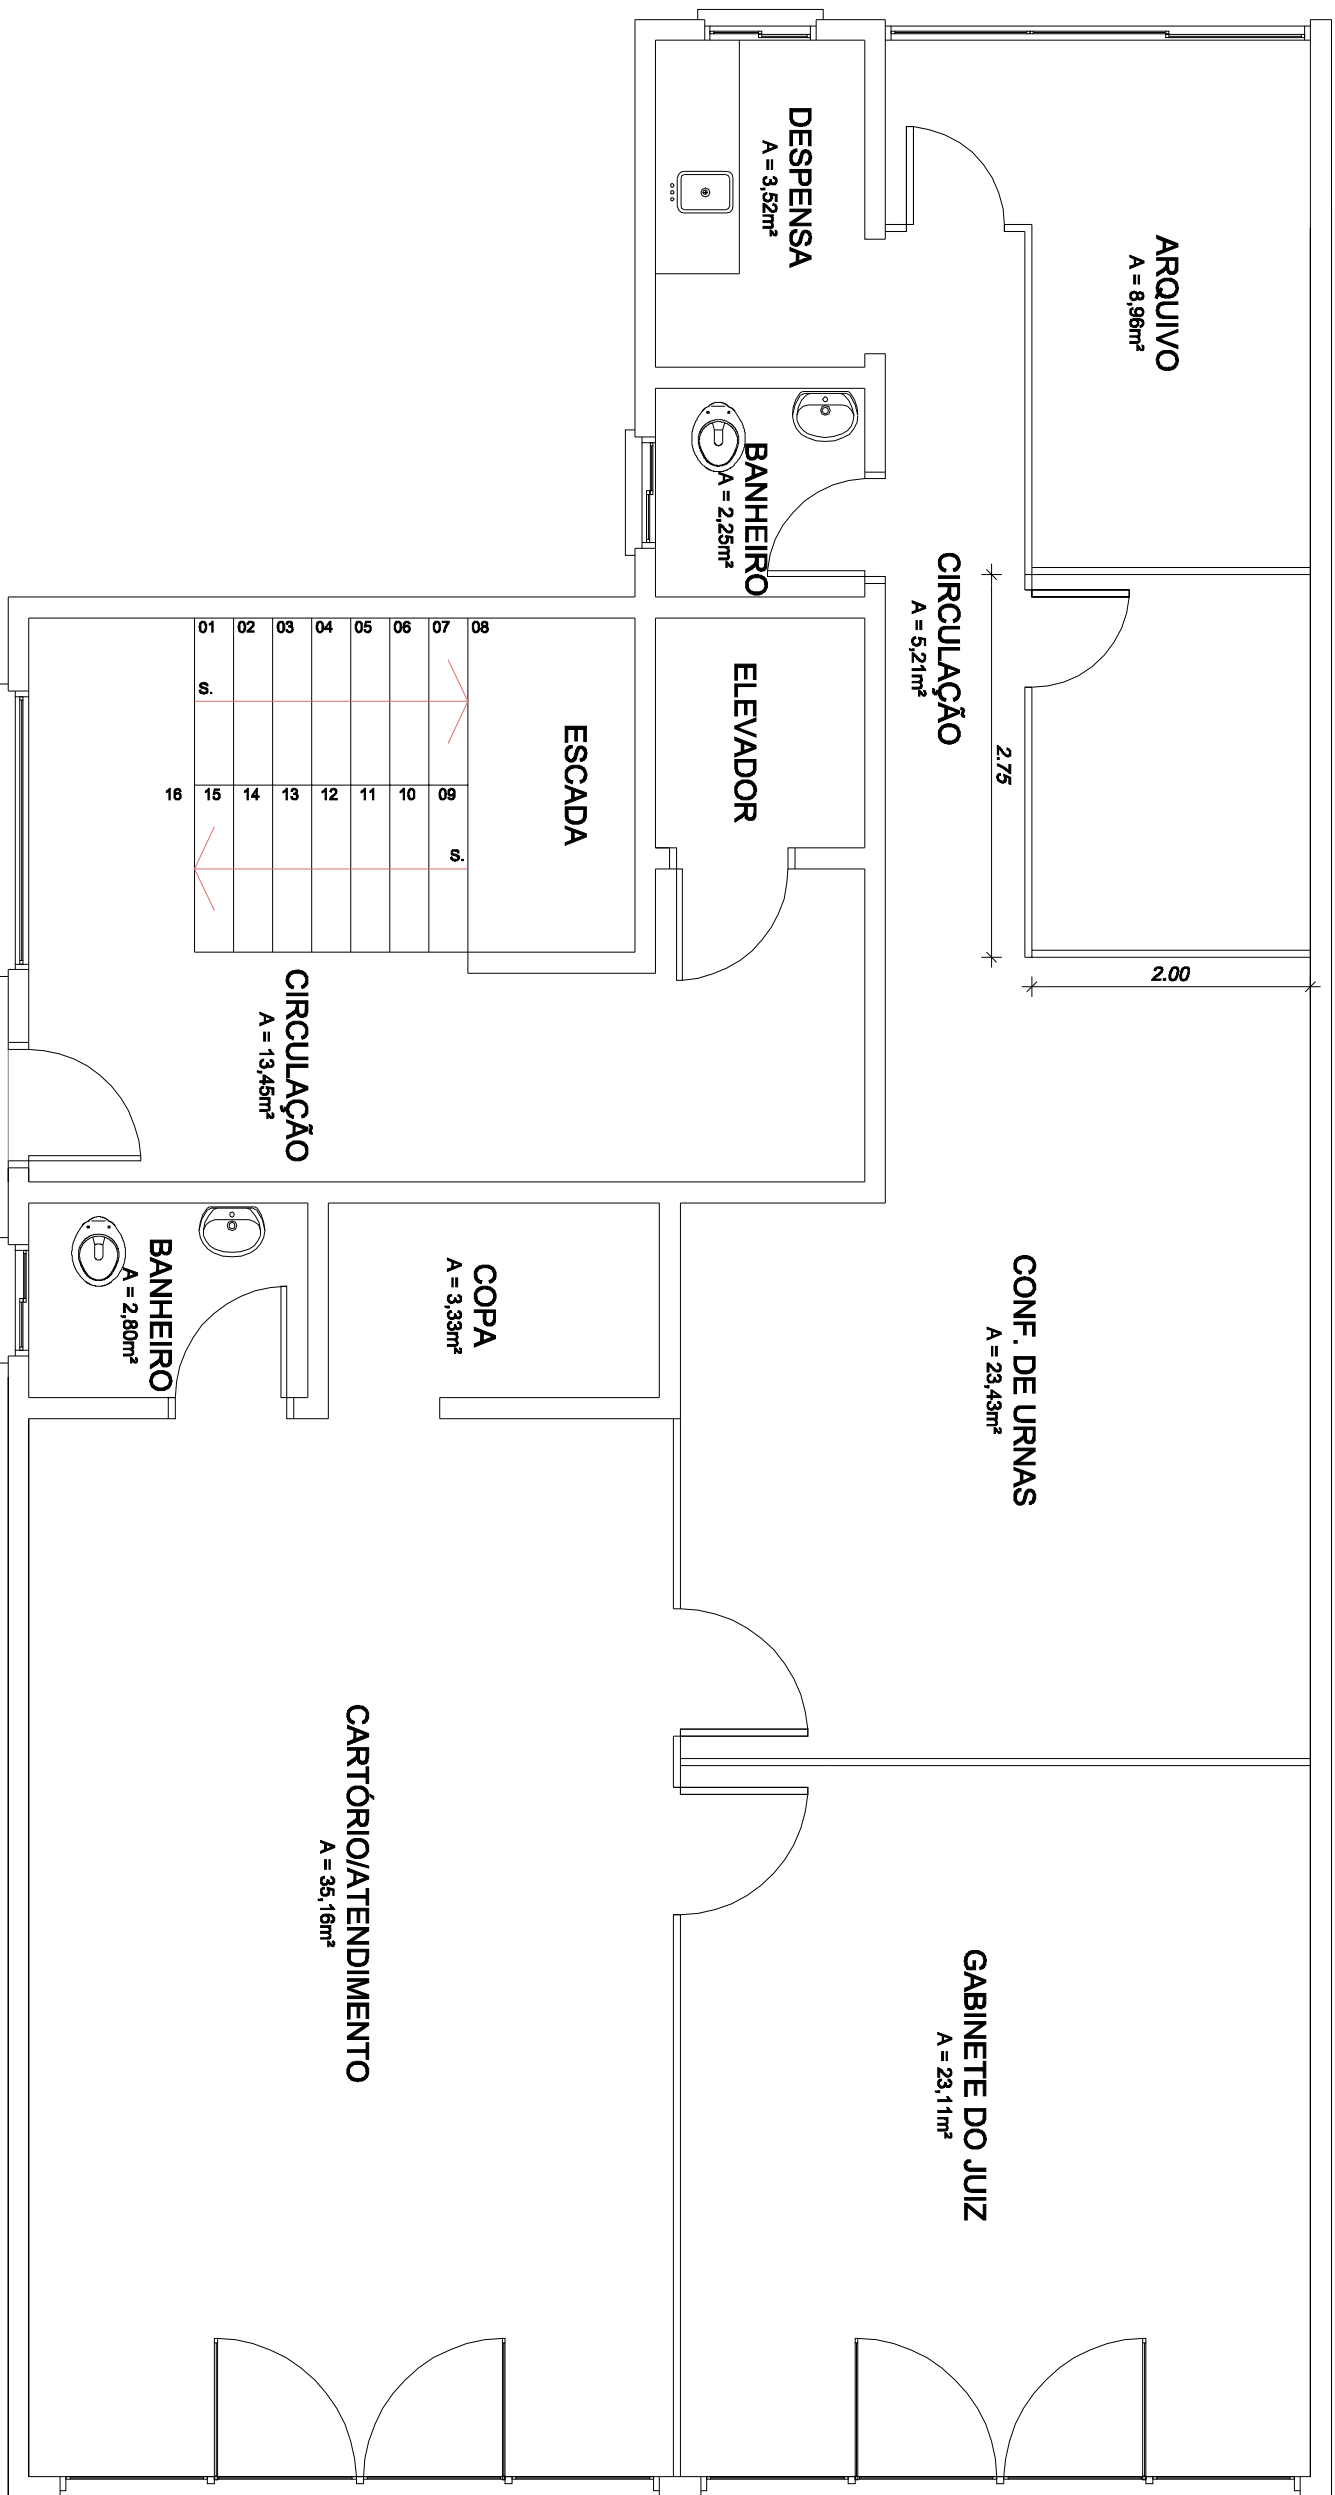 DESPENSA
A = 3,52m²
ARQUIVO
A = 8,96m²
BANHEIRO
A = 2,25m²
CIRCULAÇÃO
A = 5,21m²
2.75
2.00
ELEVADOR
ESCADA
01
02
03
04
05
06
07
08
S.
16
15
14
13
12
11
10
09
S.
CIRCULAÇÃO
A = 13,45m²
BANHEIRO
A = 2,80m²
COPA
A = 3,33m²
CONF. DE URNAS
A = 23,43m²
CARTÓRIO/ATENDIMENTO
A = 35,16m²
GABINETE DO JUIZ
A = 23,11m²